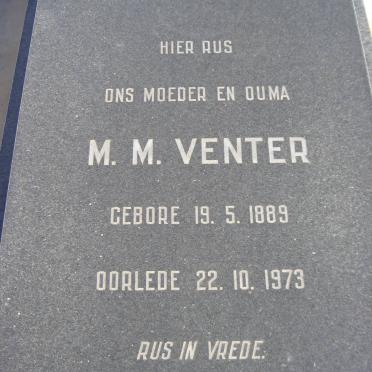 HIER RUS
ONS MOEDER EN OUMA
M. M. VENTER
GEBORE 19. 5. 1889
OORLEDE 22. 10. 1973
RUS IN VREDE.